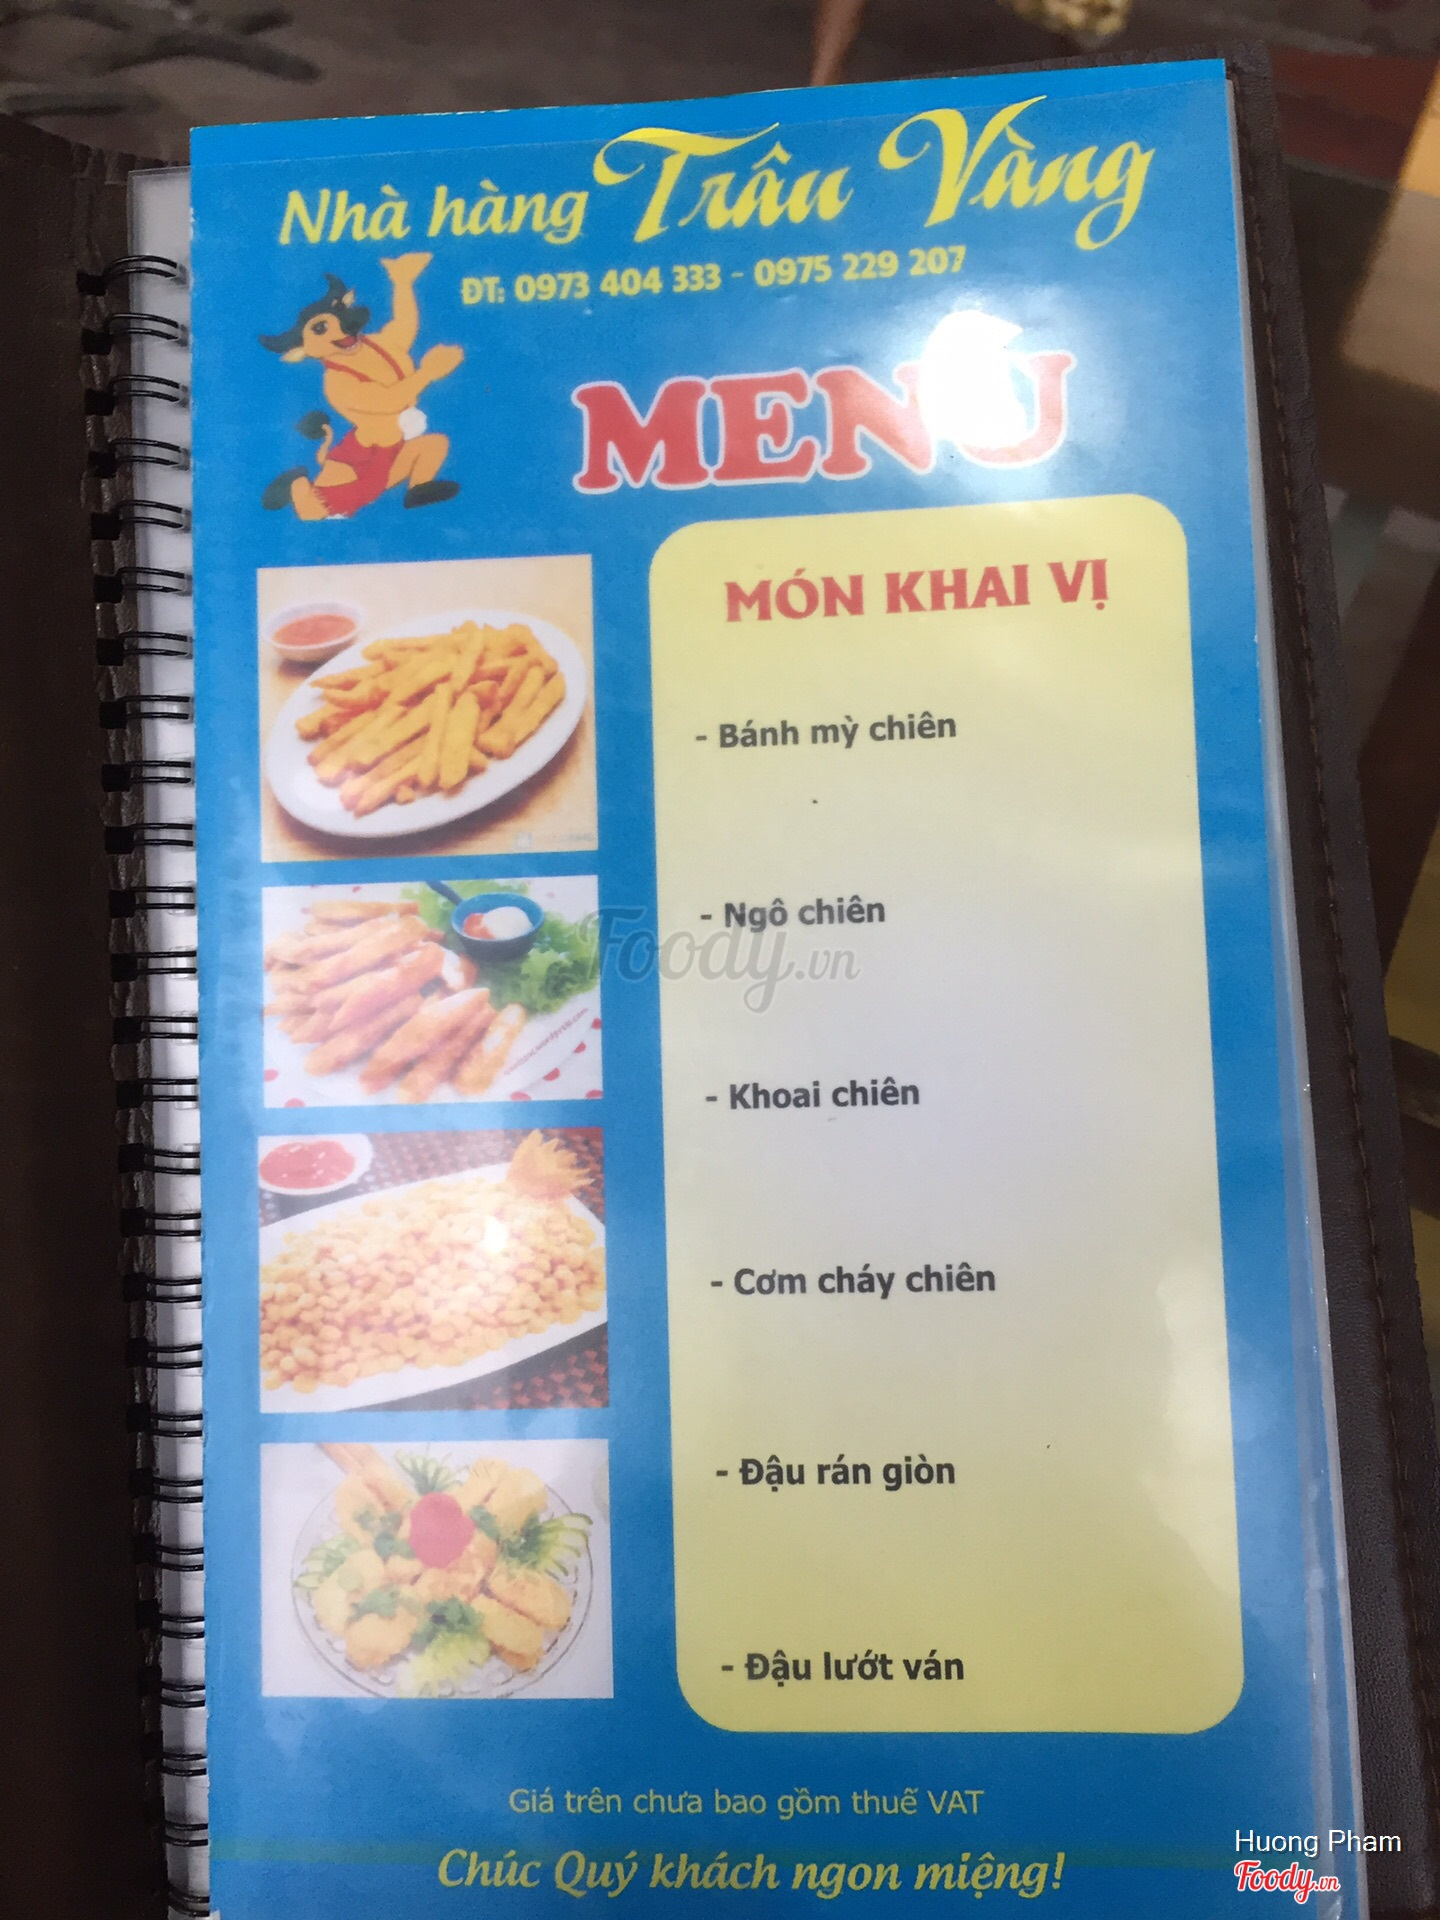 Nhà hàng Trâu Vàng
ĐT: 0973 404 333 - 0975 229 207
MENU
MÓN KHAI VỊ
- Bánh mỳ chiên
- Ngô chiên
Foody.vn
- Khoai chiên
- Cơm cháy chiên
- Đậu rán giòn
- Đậu lướt ván
Giá trên chưa bao gồm thuế VAT
Chúc Quý khách ngon miệng!
Huong Pham
Foody.vn